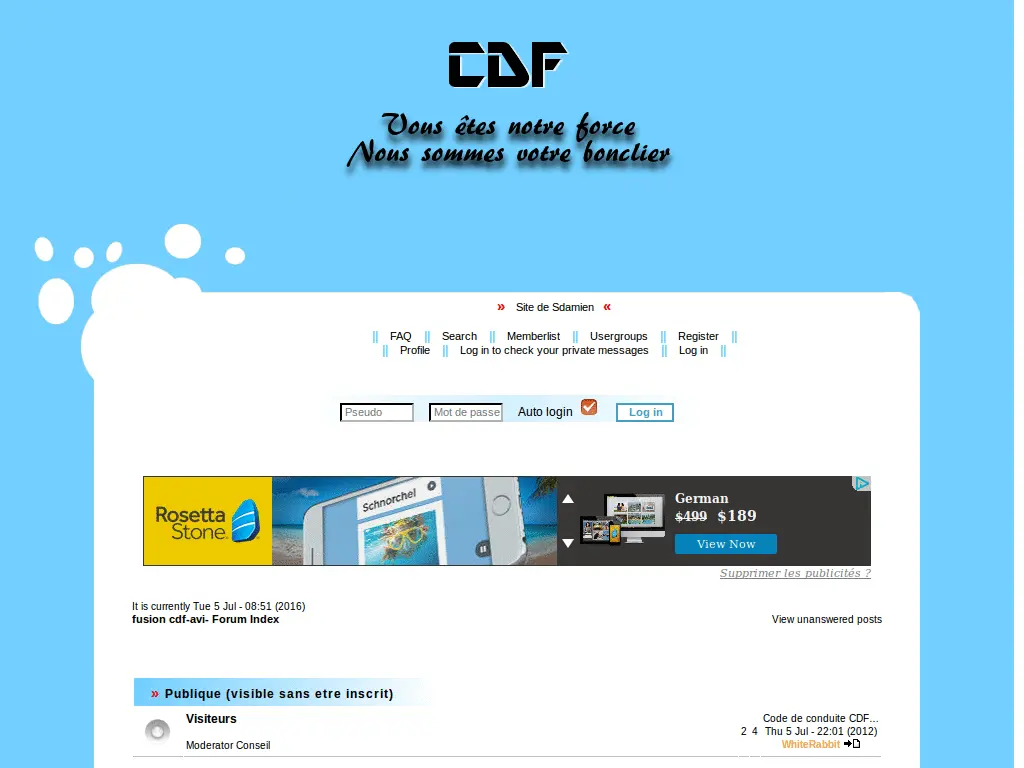 CDF
Vous êtes notre force
Nous sommes votre bonclier
» Site de Sdamien «
|| FAQ || Search || Memberlist || Usergroups || Register ||
|| Profile || Log in to check your private messages || Log in ||
Pseudo Mot de passe Auto login Log in
Rosetta Stone
Schnorchel
German
$499 $189
View Now
Supprimer les publicités ?
It is currently Tue 5 Jul - 08:51 (2016)
fusion cdf-avi- Forum Index
View unanswered posts
» Publique (visible sans etre inscrit)
Visiteurs
Moderator Conseil
2 4
Code de conduite CDF…
Thu 5 Jul - 22:01 (2012)
WhiteRabbit